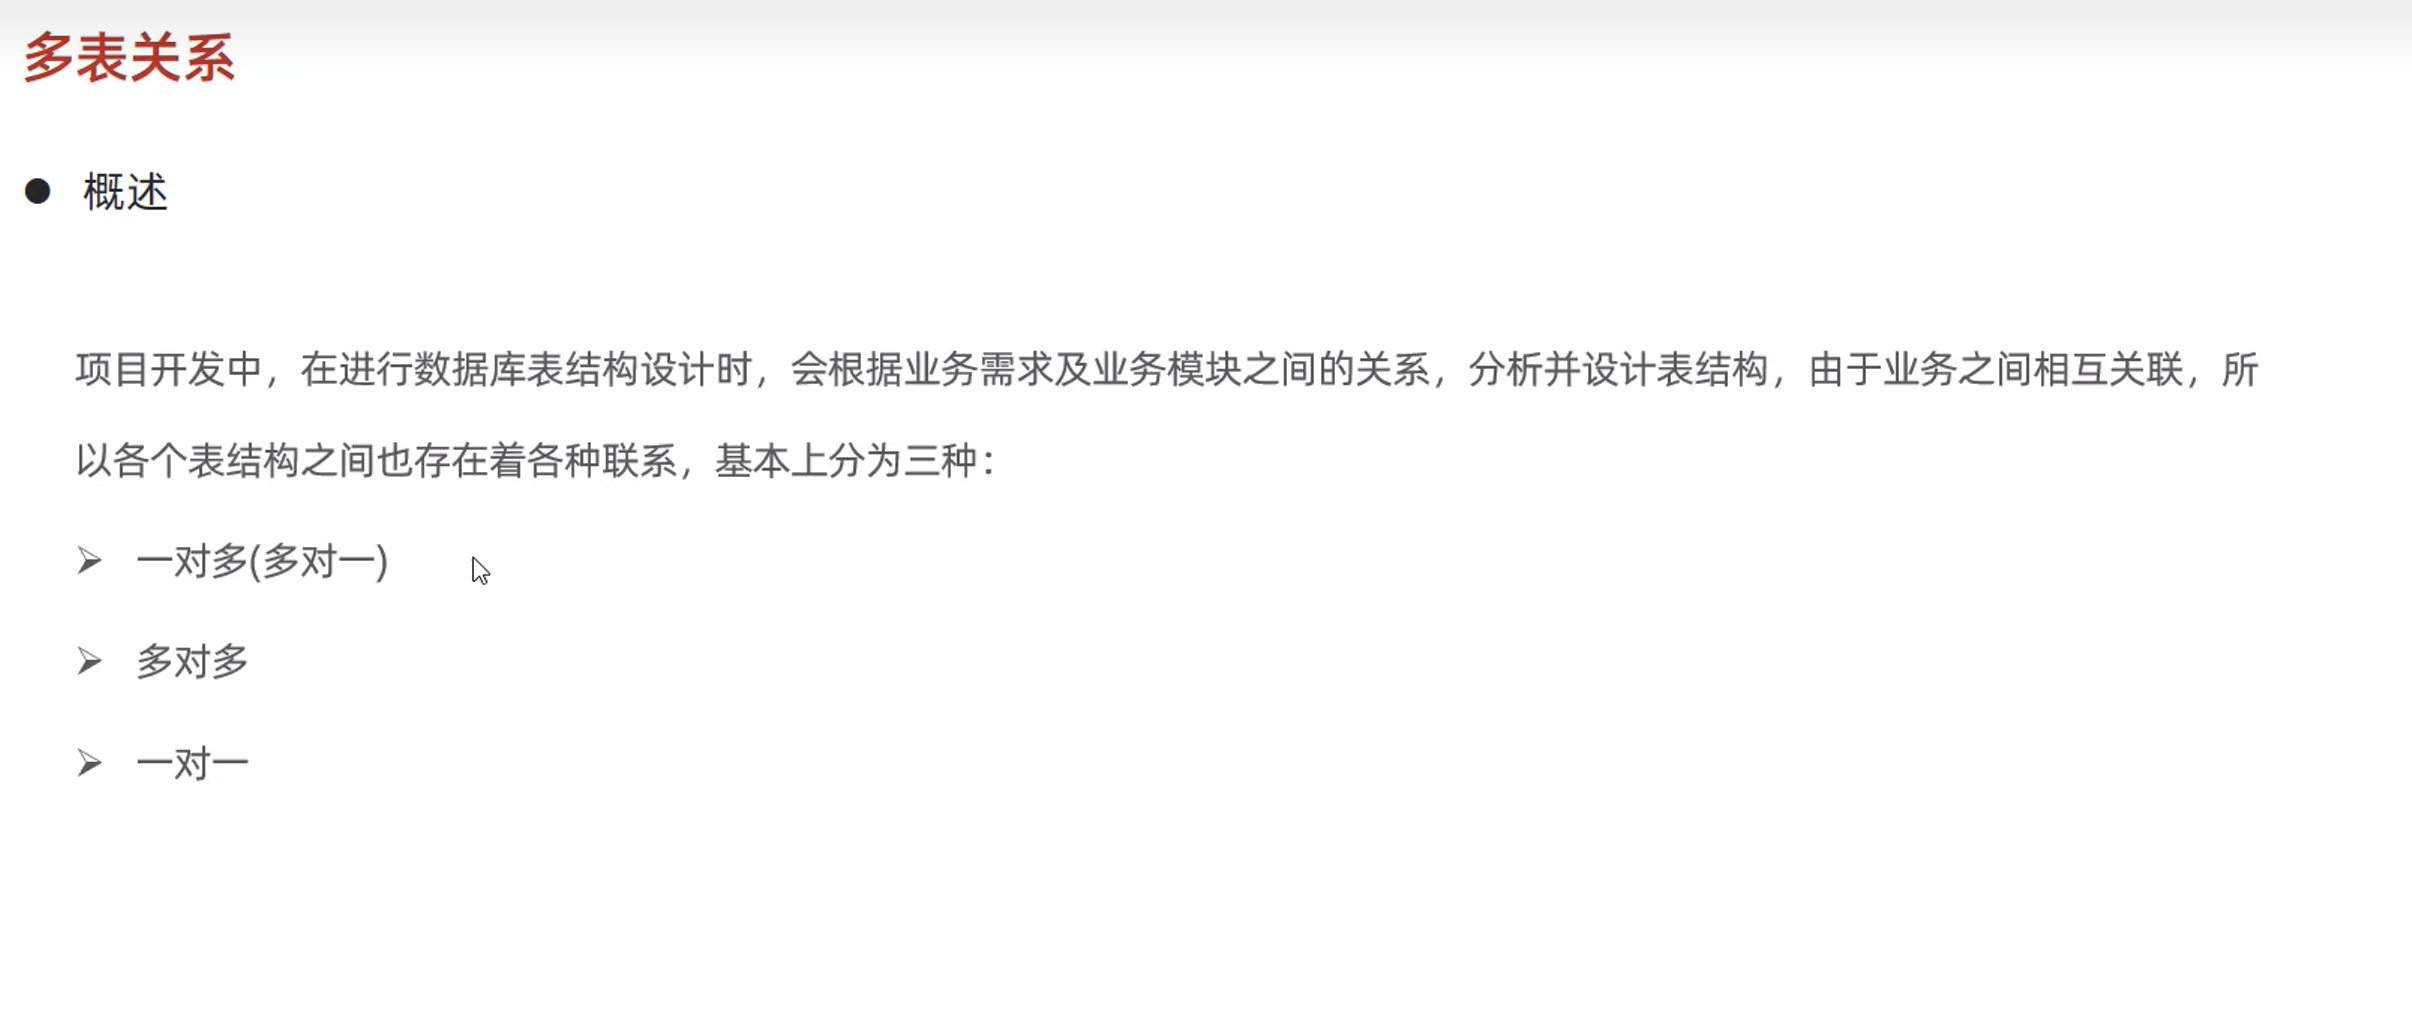 多表关系
● 概述
项目开发中，在进行数据库表结构设计时，会根据业务需求及业务模块之间的关系，分析并设计表结构，由于业务之间相互关联，所
以各个表结构之间也存在着各种联系，基本上分为三种：
➢ 一对多(多对一)
➢ 多对多
➢ 一对一